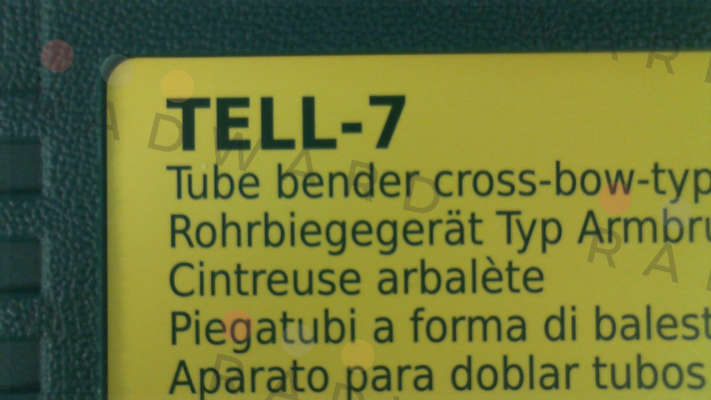 TELL-7
Tube bender cross-bow-typ
Rohrbiegegerät Typ Armbru
Cintreuse arbalète
Piegatubi a forma di balest
Aparato para doblar tubos